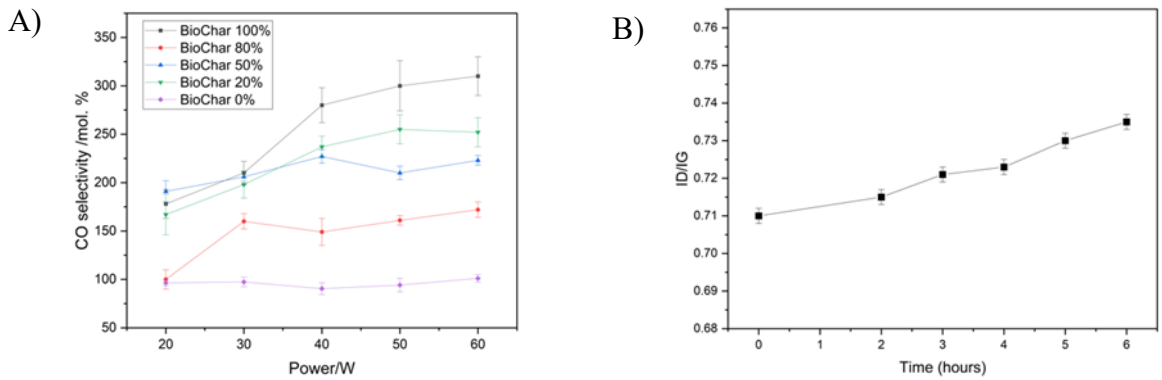 A)
BioChar 100%
BioChar 80%
BioChar 50%
BioChar 20%
BioChar 0%
CO selectivity /mol. %
350
300
250
200
150
100
50
20 30 40 50 60
Power/W
B)
ID/IG
0.76
0.75
0.74
0.73
0.72
0.71
0.70
0.69
0.68
0 1 2 3 4 5 6
Time (hours)